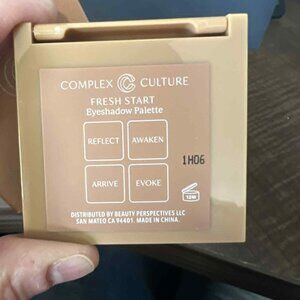 COMPLEX C CULTURE
FRESH START
Eyeshadow Palette
REFLECT AWAKEN
1H06
ARRIVE EVOKE
12M
DISTRIBUTED BY BEAUTY PERSPECTIVES LLC
SAN MATEO CA 94401. MADE IN CHINA.